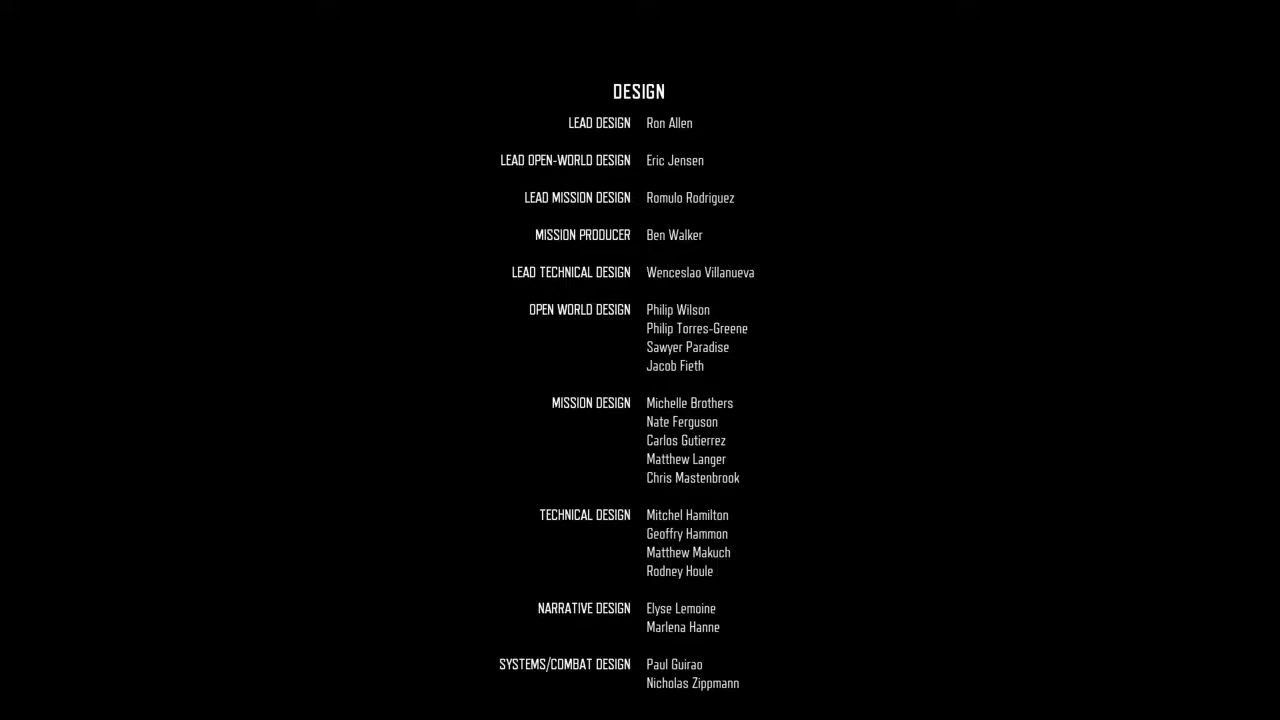 DESIGN
LEAD DESIGN Ron Allen
LEAD OPEN-WORLD DESIGN Eric Jensen
LEAD MISSION DESIGN Romulo Rodriguez
MISSION PRODUCER Ben Walker
LEAD TECHNICAL DESIGN Wenceslao Villanueva
OPEN WORLD DESIGN Philip Wilson
Philip Torres-Greene
Sawyer Paradise
Jacob Fieth
MISSION DESIGN Michelle Brothers
Nate Ferguson
Carlos Gutierrez
Matthew Langer
Chris Mastenbrook
TECHNICAL DESIGN Mitchel Hamilton
Geoffry Hammon
Matthew Makuch
Rodney Houle
NARRATIVE DESIGN Elyse Lemoine
Marlena Hanne
SYSTEMS/COMBAT DESIGN Paul Guirao
Nicholas Zippmann